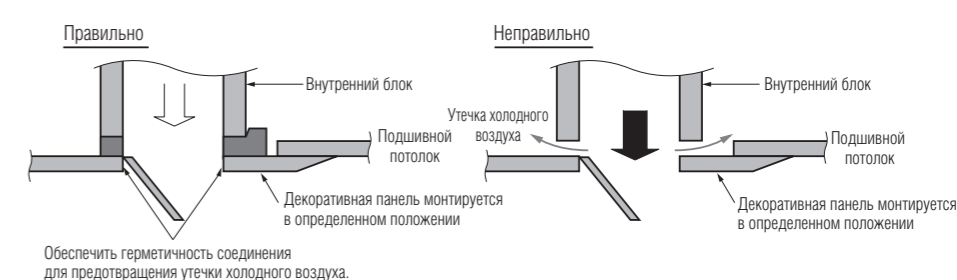 Правильно
Внутренний блок
Подшивной
потолок
Декоративная панель монтируется
в определенном положении
Обеспечить герметичность соединения
для предотвращения утечки холодного воздуха.
Неправильно
Внутренний блок
Утечка холодного
воздуха
Подшивной
потолок
Декоративная панель монтируется
в определенном положении